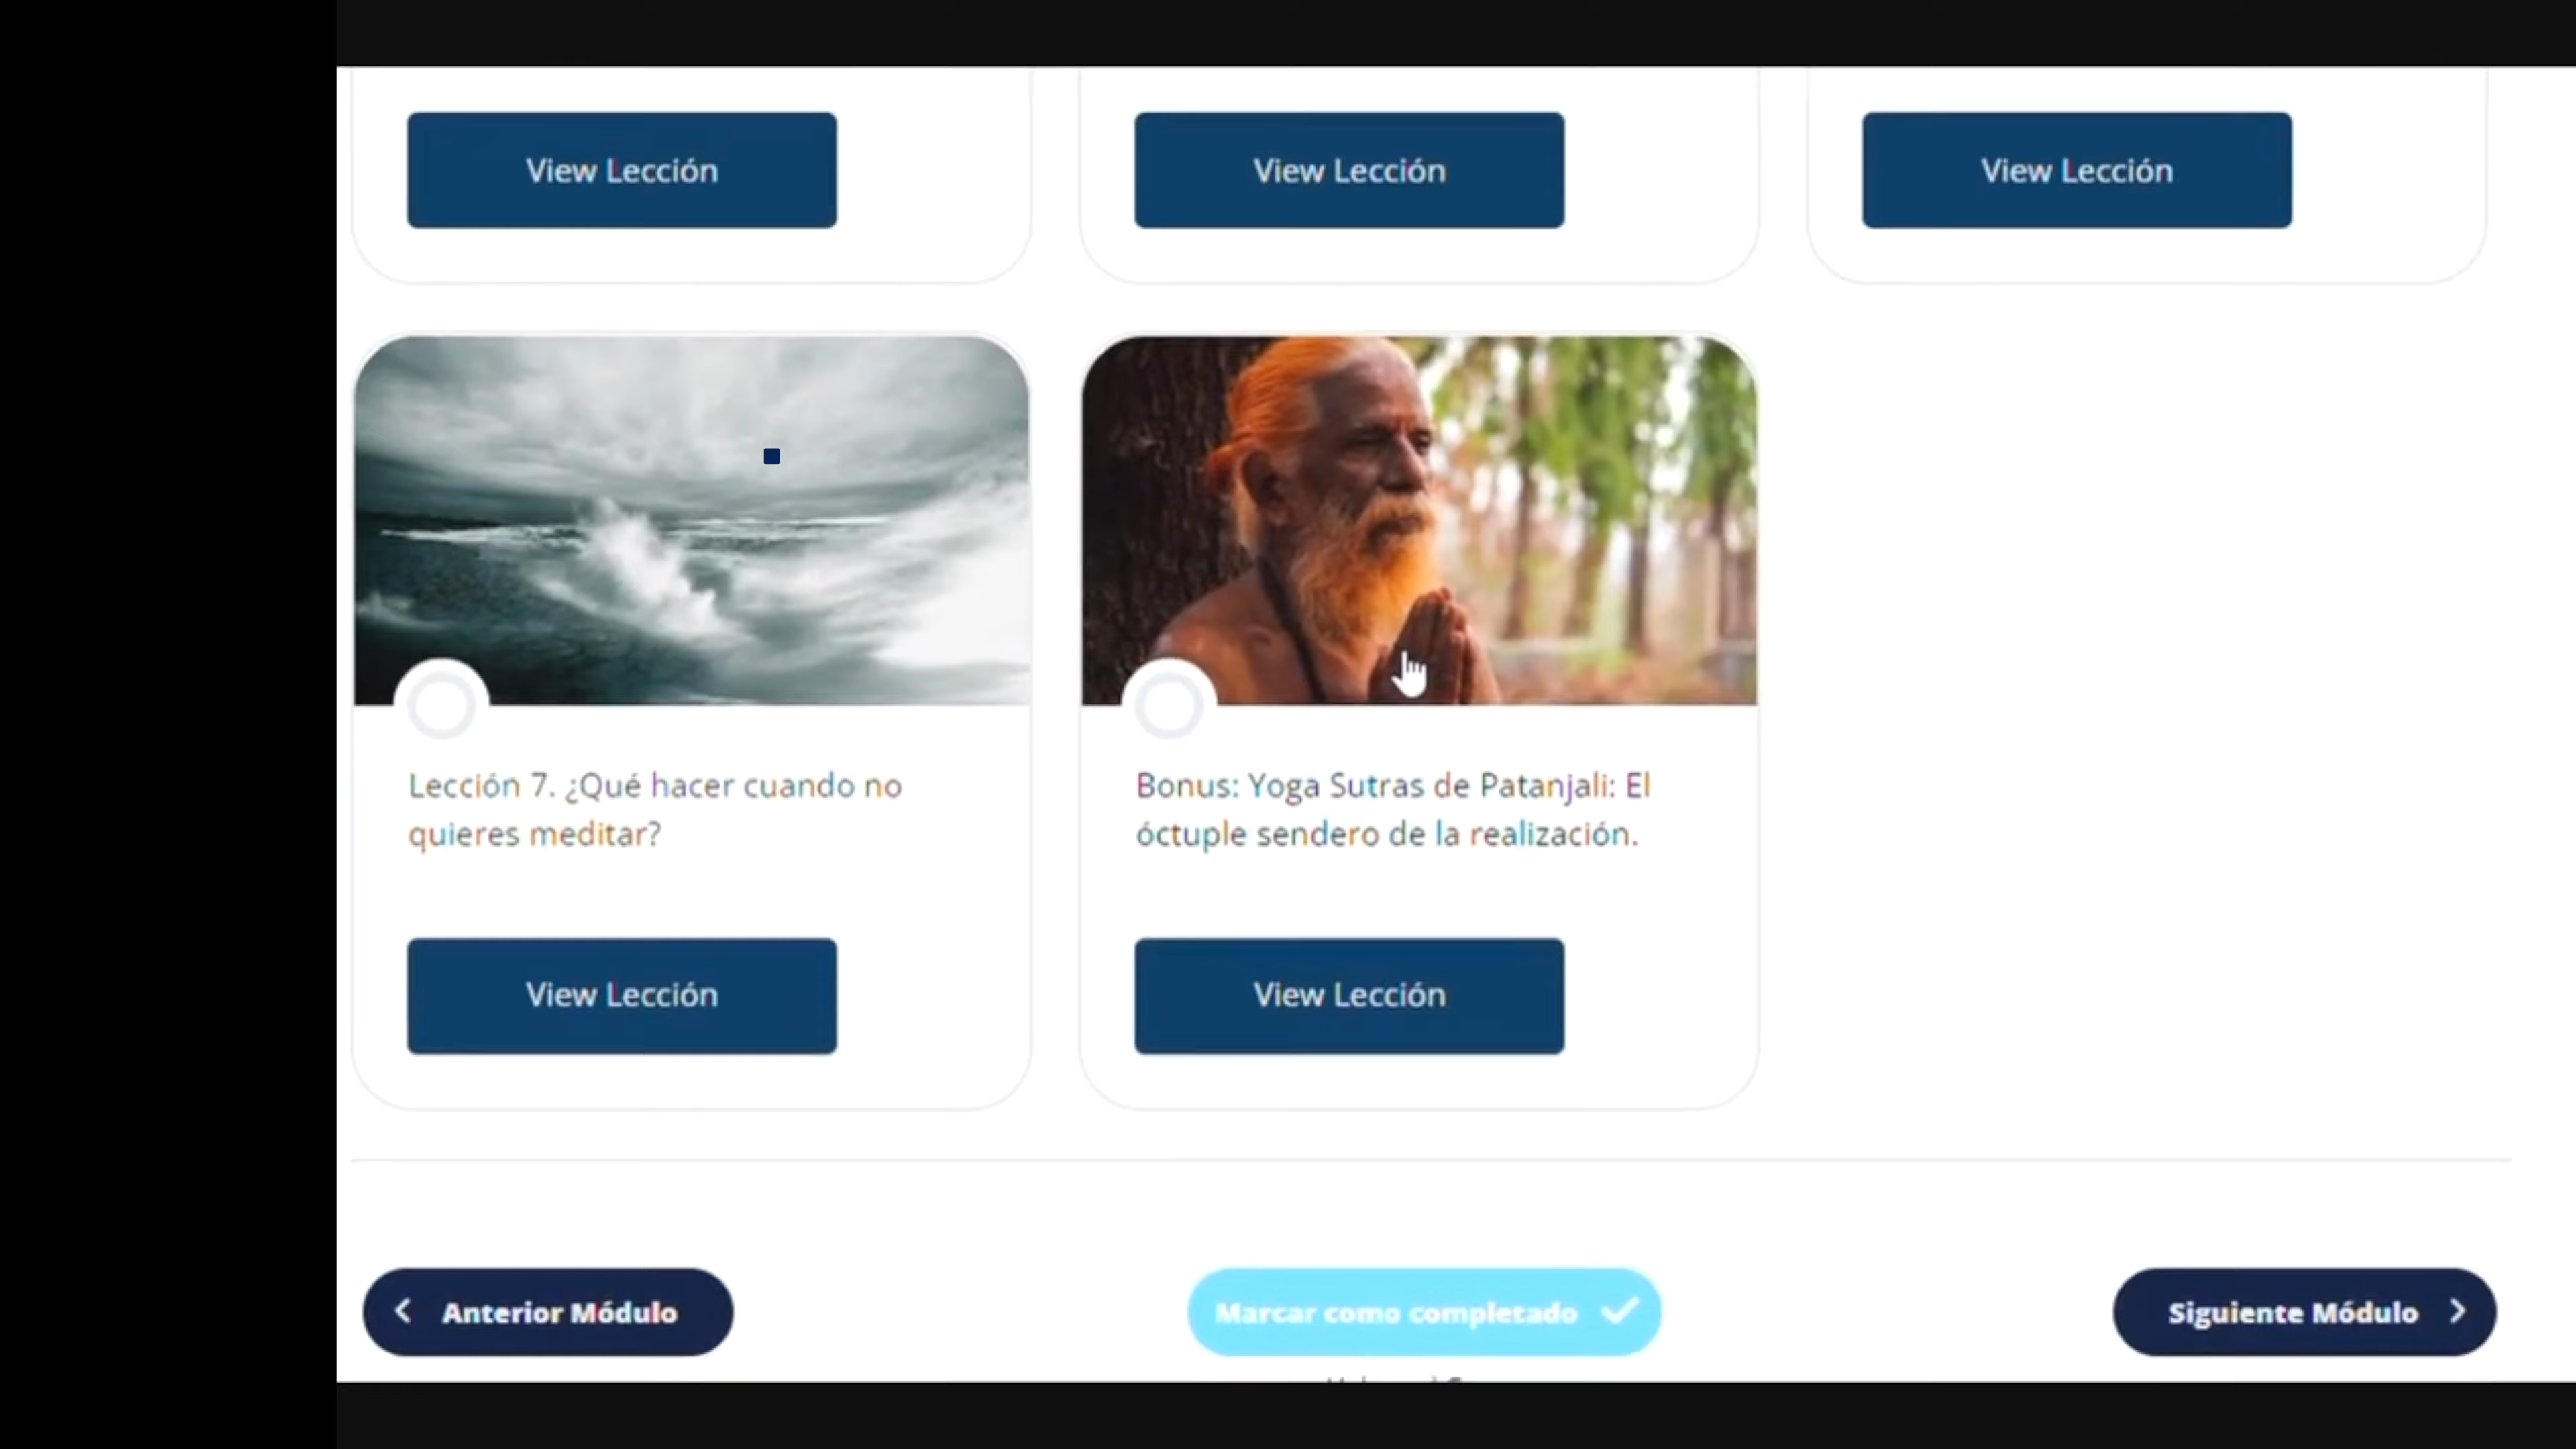 View Lección
View Lección
View Lección
Lección 7. ¿Qué hacer cuando no
quieres meditar?
Bonus: Yoga Sutras de Patanjali: El
óctuple sendero de la realización.
View Lección
View Lección
Anterior Módulo
Marcar como completado
Siguiente Módulo